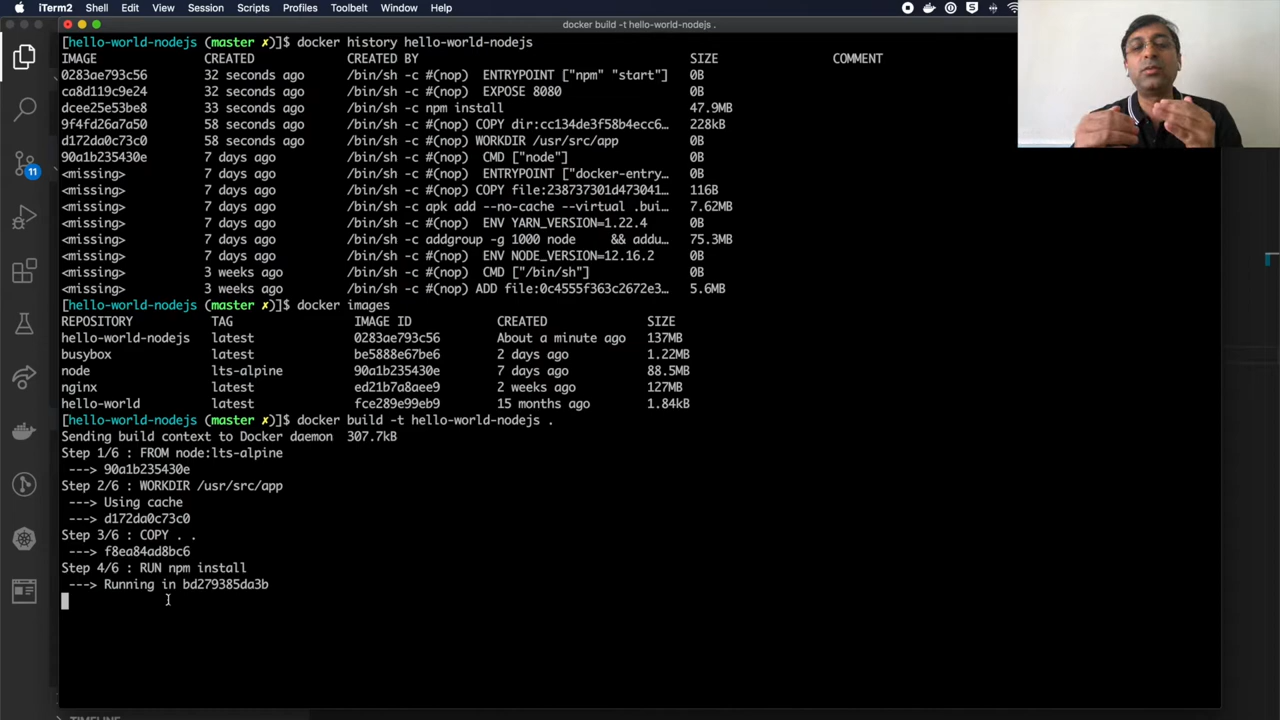 iTerm2 Shell Edit View Session Scripts Profiles Toolbelt Window Help
docker build -t hello-world-nodejs .
[hello-world-nodejs (master ✗)]$ docker history hello-world-nodejs
IMAGE CREATED CREATED BY SIZE COMMENT
0283ae793c56 32 seconds ago /bin/sh -c #(nop) ENTRYPOINT ["npm" "start"] 0B
ca8d119c9e24 32 seconds ago /bin/sh -c #(nop) EXPOSE 8080 0B
dcee25e53be8 33 seconds ago /bin/sh -c npm install 47.9MB
9f4fd26a7a50 58 seconds ago /bin/sh -c #(nop) COPY dir:cc134de3f58b4ecc6… 228kB
d172da0c73c0 58 seconds ago /bin/sh -c #(nop) WORKDIR /usr/src/app 0B
90a1b235430e 7 days ago /bin/sh -c #(nop) CMD ["node"] 0B
<missing> 7 days ago /bin/sh -c #(nop) ENTRYPOINT ["docker-entry… 0B
<missing> 7 days ago /bin/sh -c #(nop) COPY file:238737301d473041… 116B
<missing> 7 days ago /bin/sh -c apk add --no-cache --virtual .bui… 7.62MB
<missing> 7 days ago /bin/sh -c #(nop) ENV YARN_VERSION=1.22.4 0B
<missing> 7 days ago /bin/sh -c addgroup -g 1000 node && addu… 75.3MB
<missing> 7 days ago /bin/sh -c #(nop) ENV NODE_VERSION=12.16.2 0B
<missing> 3 weeks ago /bin/sh -c #(nop) CMD ["/bin/sh"] 0B
<missing> 3 weeks ago /bin/sh -c #(nop) ADD file:0c4555f363c2672e3… 5.6MB
[hello-world-nodejs (master ✗)]$ docker images
REPOSITORY TAG IMAGE ID CREATED SIZE
hello-world-nodejs latest 0283ae793c56 About a minute ago 137MB
busybox latest be5888e67be6 2 days ago 1.22MB
node lts-alpine 90a1b235430e 7 days ago 88.5MB
nginx latest ed21b7a8aee9 2 weeks ago 127MB
hello-world latest fce289e99eb9 15 months ago 1.84kB
[hello-world-nodejs (master ✗)]$ docker build -t hello-world-nodejs .
Sending build context to Docker daemon 307.7kB
Step 1/6 : FROM node:lts-alpine
---> 90a1b235430e
Step 2/6 : WORKDIR /usr/src/app
---> Using cache
---> d172da0c73c0
Step 3/6 : COPY . .
---> f8ea84ad8bc6
Step 4/6 : RUN npm install
---> Running in bd279385da3b
11
TIMELINE